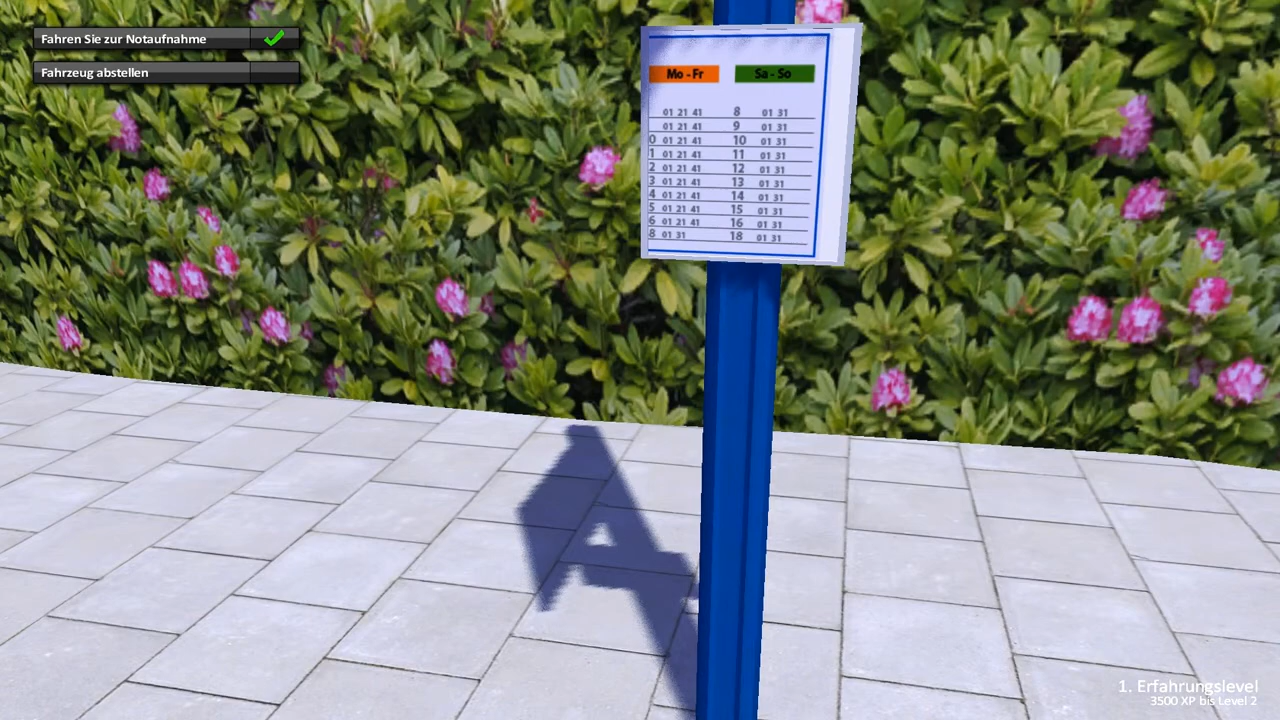 Fahren Sie zur Notaufnahme
Fahrzeug abstellen
Mo - Fr Sa - So
01 21 41 8 01 31
01 21 41 9 01 31
0 01 21 41 10 01 31
1 01 21 41 11 01 31
2 01 21 41 12 01 31
3 01 21 41 13 01 31
4 01 21 41 14 01 31
5 01 21 41 15 01 31
6 01 21 41 16 01 31
8 01 31 18 01 31
1. Erfahrungslevel
3500 XP bis Level 2